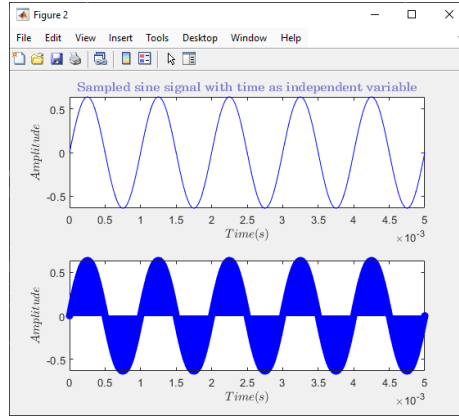 Figure 2
File Edit View Insert Tools Desktop Window Help
Sampled sine signal with time as independent variable
Amplitude
0.5
0
-0.5
0 0.5 1 1.5 2 2.5 3 3.5 4 4.5 5
Time(s)
×10⁻³
Amplitude
0.5
0
-0.5
0 0.5 1 1.5 2 2.5 3 3.5 4 4.5 5
Time(s)
×10⁻³